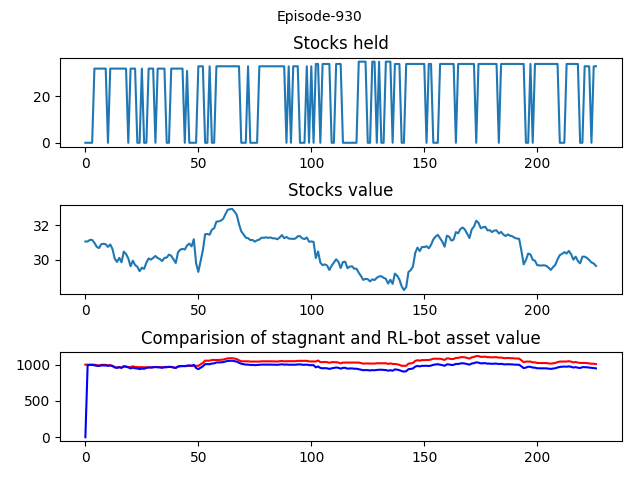 Episode-930
Stocks held
20
0
0 50 100 150 200
Stocks value
32
30
0 50 100 150 200
Comparision of stagnant and RL-bot asset value
1000
500
0
0 50 100 150 200